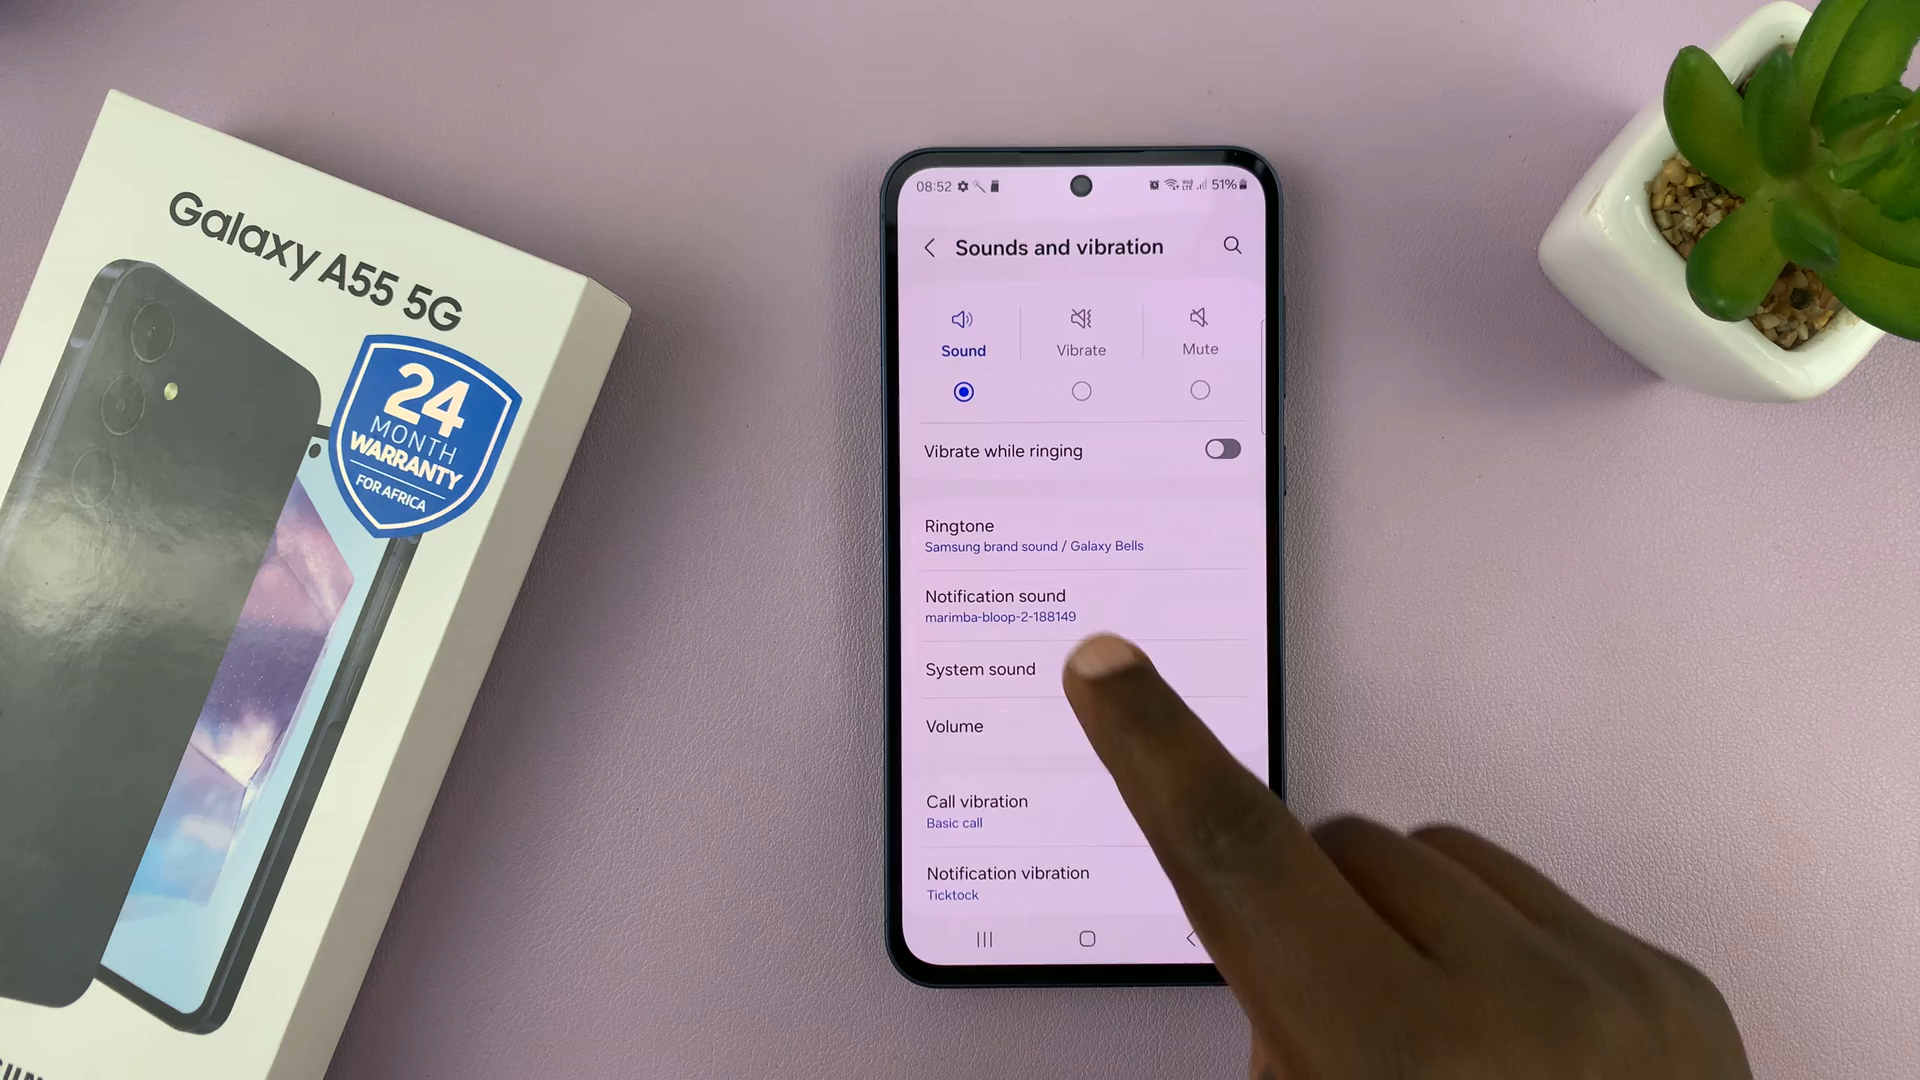 Galaxy A55 5G
24
MONTH
WARRANTY
FOR AFRICA
08:52
51%
Sounds and vibration
Sound
Vibrate
Mute
Vibrate while ringing
Ringtone
Samsung brand sound / Galaxy Bells
Notification sound
marimba-bloop-2-188149
System sound
Volume
Call vibration
Basic call
Notification vibration
Ticktock